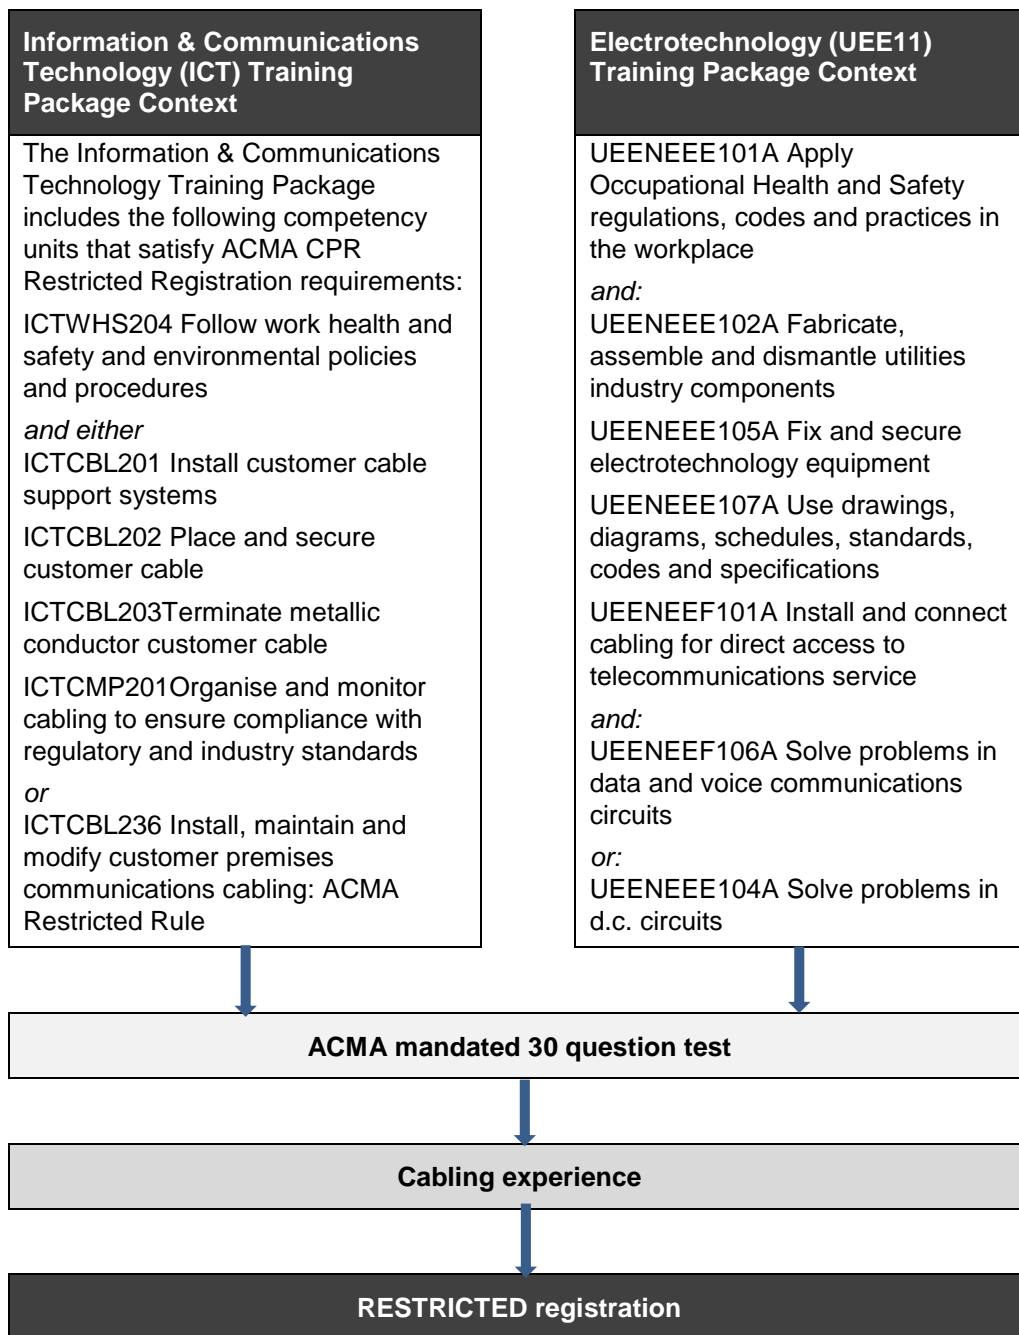 Information & Communications
Technology (ICT) Training
Package Context
The Information & Communications
Technology Training Package
includes the following competency
units that satisfy ACMA CPR
Restricted Registration requirements:
ICTWHS204 Follow work health and
safety and environmental policies
and procedures
and either
ICTCBL201 Install customer cable
support systems
ICTCBL202 Place and secure
customer cable
ICTCBL203Terminate metallic
conductor customer cable
ICTCMP201Organise and monitor
cabling to ensure compliance with
regulatory and industry standards
or
ICTCBL236 Install, maintain and
modify customer premises
communications cabling: ACMA
Restricted Rule
Electrotechnology (UEE11)
Training Package Context
UEENEEE101A Apply
Occupational Health and Safety
regulations, codes and practices in
the workplace
and:
UEENEEE102A Fabricate,
assemble and dismantle utilities
industry components
UEENEEE105A Fix and secure
electrotechnology equipment
UEENEEE107A Use drawings,
diagrams, schedules, standards,
codes and specifications
UEENEEF101A Install and connect
cabling for direct access to
telecommunications service
and:
UEENEEF106A Solve problems in
data and voice communications
circuits
or:
UEENEEE104A Solve problems in
d.c. circuits
ACMA mandated 30 question test
Cabling experience
RESTRICTED registration